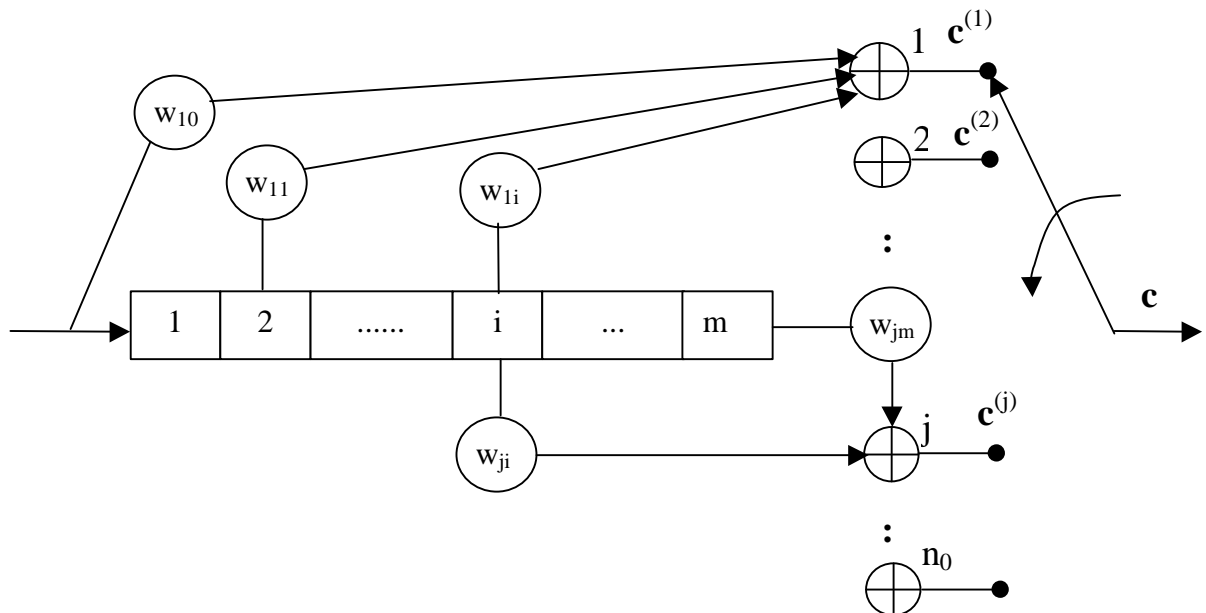 1 c⁽¹⁾
w₁₀
2 c⁽²⁾
w₁₁ w₁ᵢ
:
c
1 2 ...... i ... m wⱼₘ
j c⁽ʲ⁾
wⱼᵢ
:
n₀